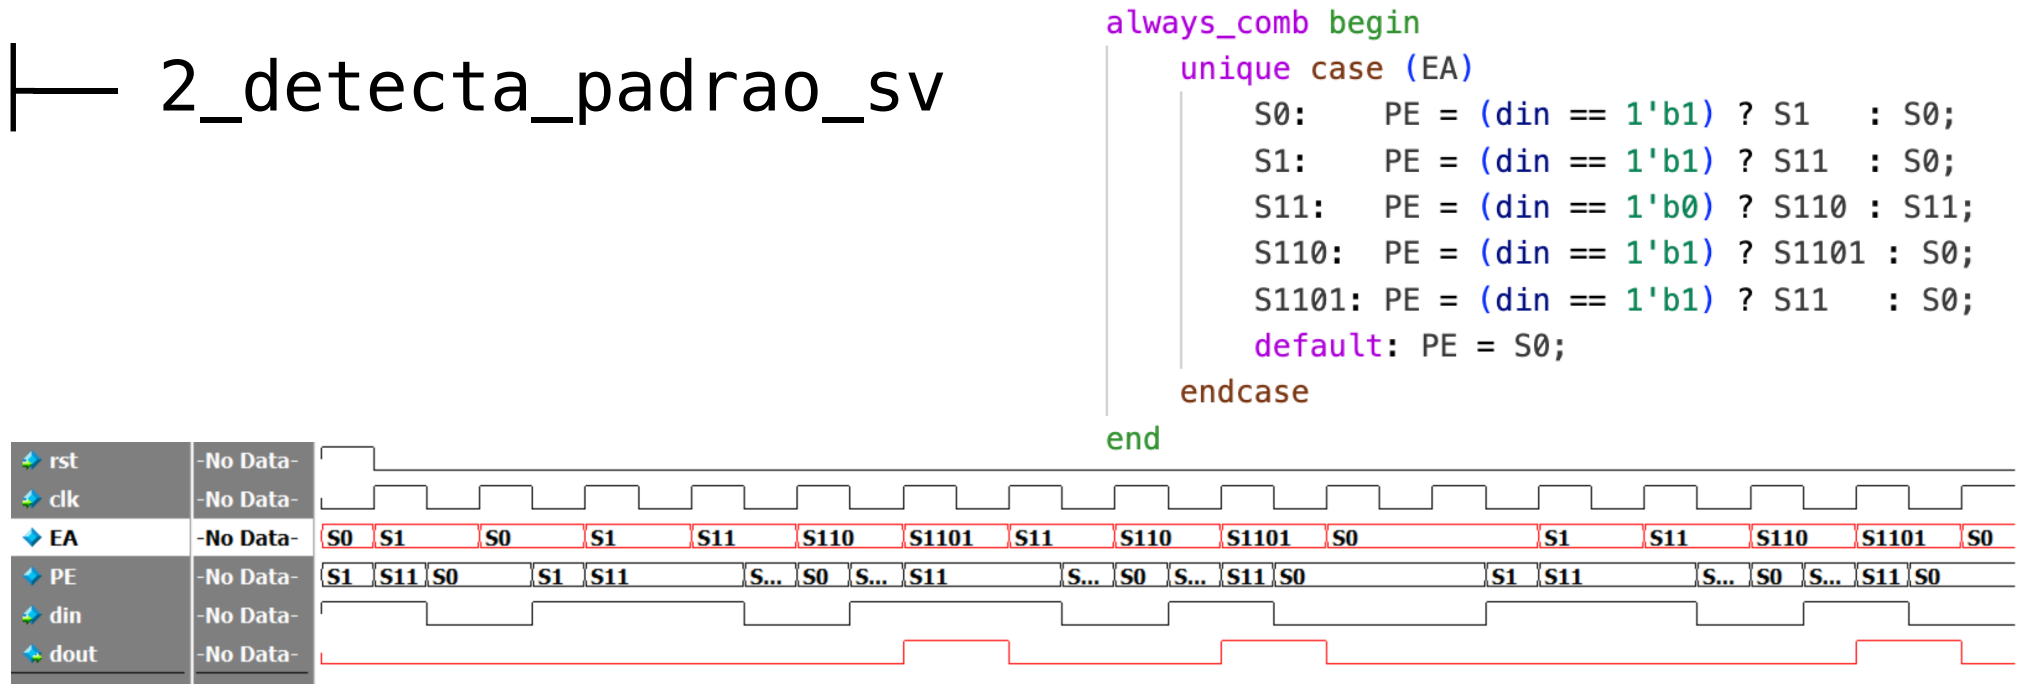 2_detecta_padrao_sv
always_comb begin
unique case (EA)
S0: PE = (din == 1'b1) ? S1 : S0;
S1: PE = (din == 1'b1) ? S11 : S0;
S11: PE = (din == 1'b0) ? S110 : S11;
S110: PE = (din == 1'b1) ? S1101 : S0;
S1101: PE = (din == 1'b1) ? S11 : S0;
default: PE = S0;
endcase
end
rst -No Data-
clk -No Data-
EA -No Data- S0 S1 S0 S1 S11 S110 S1101 S11 S110 S1101 S0 S1 S11 S110 S1101 S0
PE -No Data- S1 S11 S0 S1 S11 S... S0 S... S11 S... S0 S... S11 S0 S1 S11 S... S0 S... S11 S0
din -No Data-
dout -No Data-